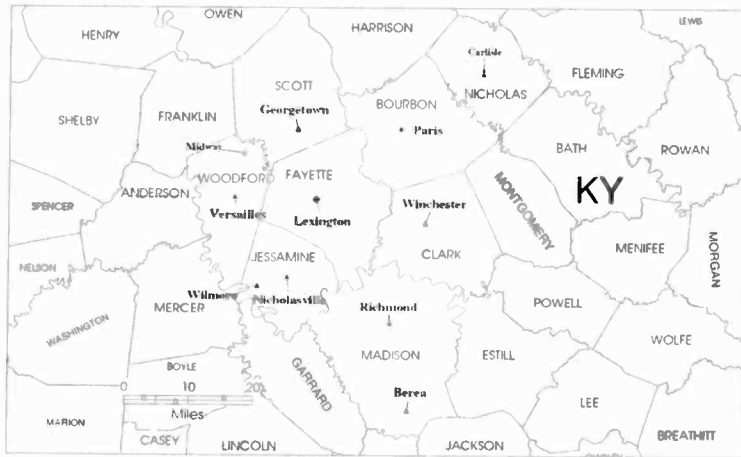 OWEN
HENRY
HARRISON
LEWIS
Carlisle
FLEMING
SCOTT
NICHOLAS
BOURBON
SHELBY
FRANKLIN
Georgetown
Paris
Midway
BATH
ROWAN
WOODFORD
FAYETTE
ANDERSON
KY
SPENCER
Versailles
Lexington
Winchester
MONTGOMERY
CLARK
MENIFEE
MORGAN
NELSON
JESSAMINE
Wilmore
Nicholasville
MERCER
Richmond
POWELL
WASHINGTON
WOLFE
MADISON
ESTILL
BOYLE
GARRARD
0 10 20
Miles
Berea
LEE
MARION
CASEY
LINCOLN
JACKSON
BREATHITT